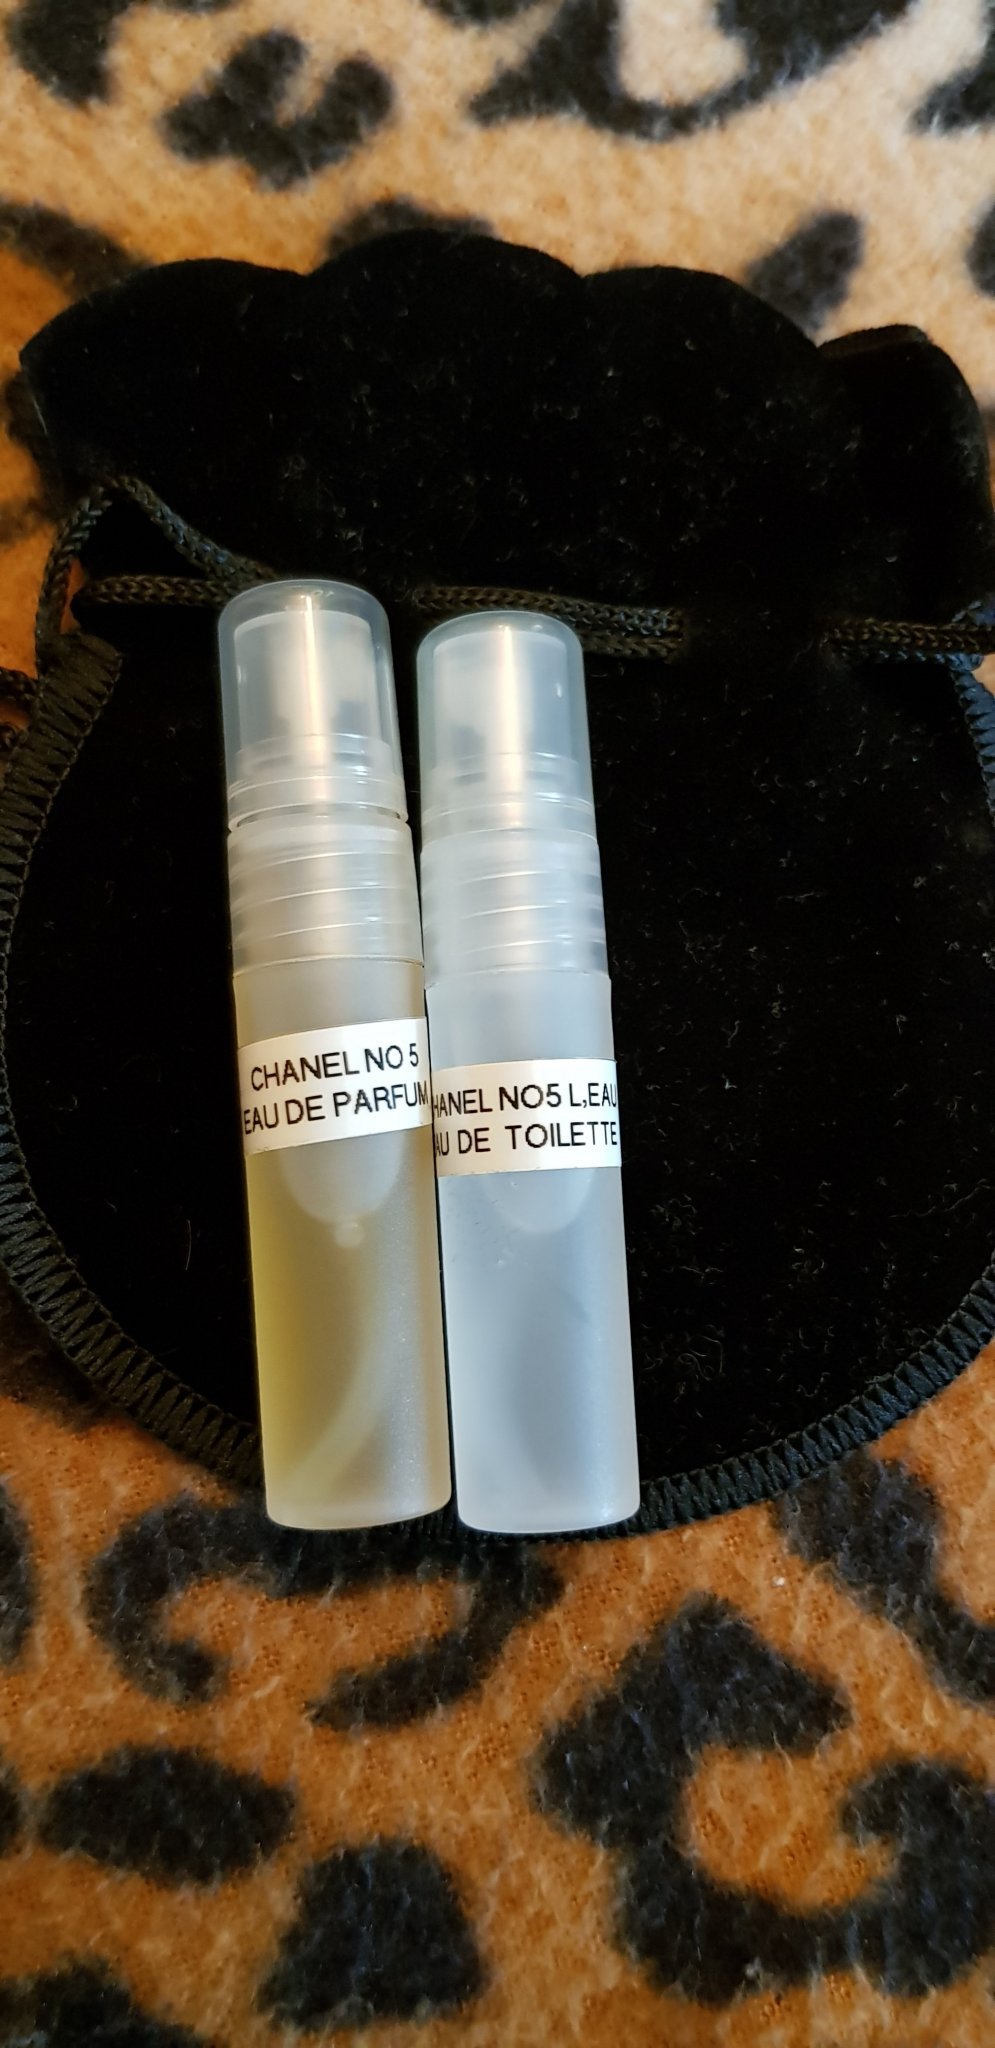 CHANEL NO 5
EAU DE PARFUM
HANEL NO5 L,EAU
AU DE TOILETTE